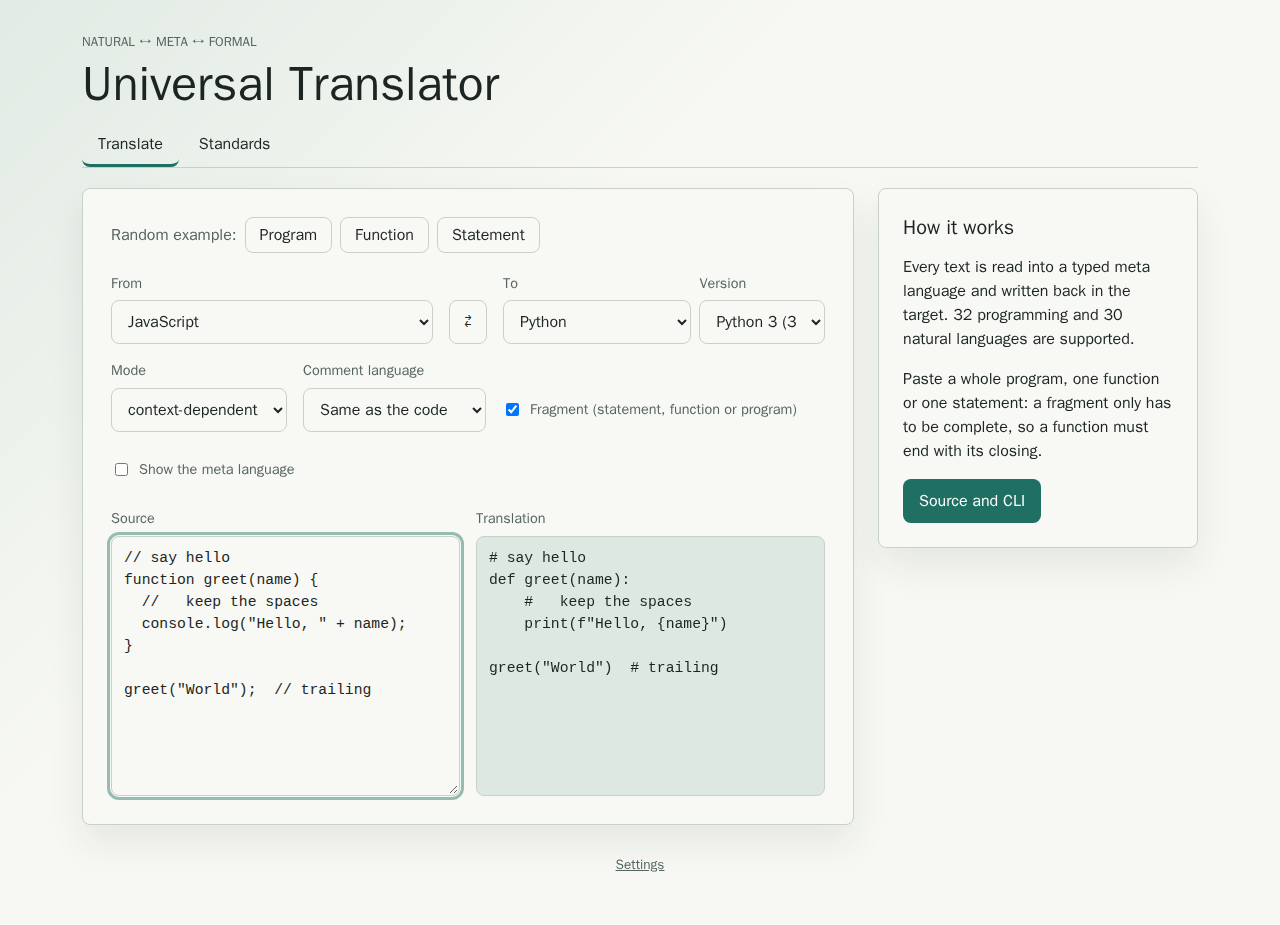 NATURAL ↔ META ↔ FORMAL
Universal Translator
Translate
Standards
Random example:
Program
Function
Statement
From
To
Version
JavaScript
⇄
Python
Python 3 (3
Mode
Comment language
context-dependent
Same as the code
Fragment (statement, function or program)
Show the meta language
Source
// say hello
function greet(name) {
  //   keep the spaces
  console.log("Hello, " + name);
}

greet("World");  // trailing
Translation
# say hello
def greet(name):
    #   keep the spaces
    print(f"Hello, {name}")

greet("World")  # trailing
How it works
Every text is read into a typed meta
language and written back in the
target. 32 programming and 30
natural languages are supported.
Paste a whole program, one function
or one statement: a fragment only has
to be complete, so a function must
end with its closing.
Source and CLI
Settings